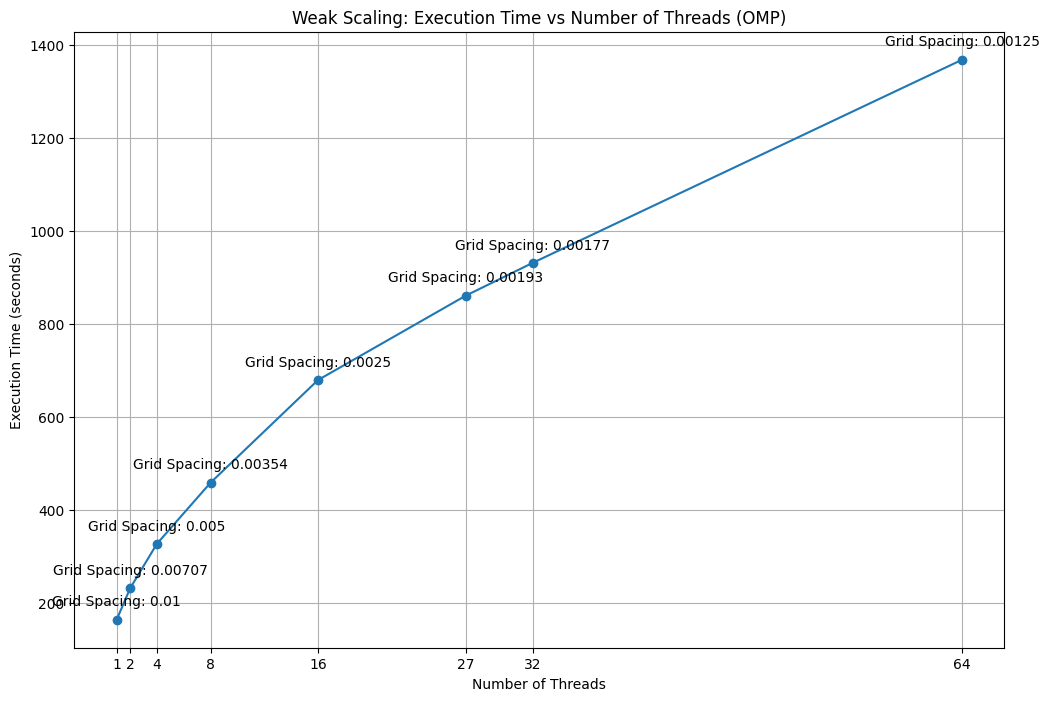 Weak Scaling: Execution Time vs Number of Threads (OMP)
Grid Spacing: 0.00125
1400
1200
1000
Grid Spacing: 0.00177
Grid Spacing: 0.00193
800
Grid Spacing: 0.0025
600
Grid Spacing: 0.00354
400
Grid Spacing: 0.005
Grid Spacing: 0.00707
Grid Spacing: 0.01
200
Execution Time (seconds)
1 2 4 8 16 27 32 64
Number of Threads